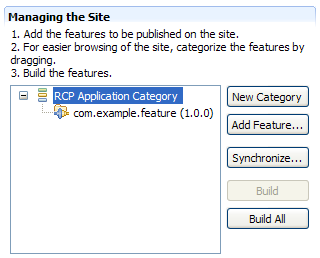 Managing the Site
1. Add the features to be published on the site.
2. For easier browsing of the site, categorize the features by
dragging.
3. Build the features.
RCP Application Category
com.example.feature (1.0.0)
New Category
Add Feature...
Synchronize...
Build
Build All